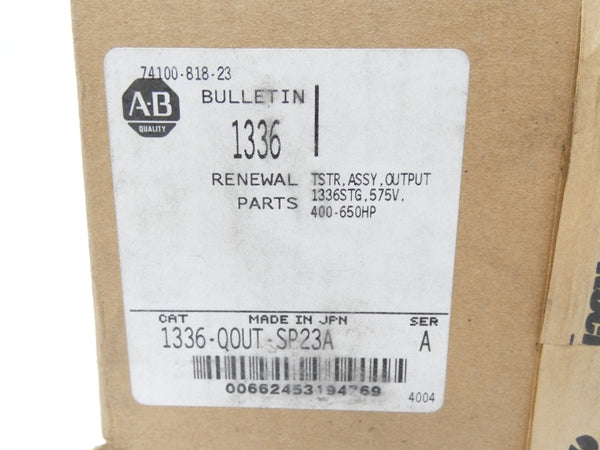 74100-818-23
A-B
QUALITY
BULLETIN
1336
RENEWAL
PARTS
TSTR,ASSY,OUTPUT
1336STG,575V,
400-650HP
CAT
MADE IN JPN
SER
1336-QOUT-SP23A
A
00662453194769
4004